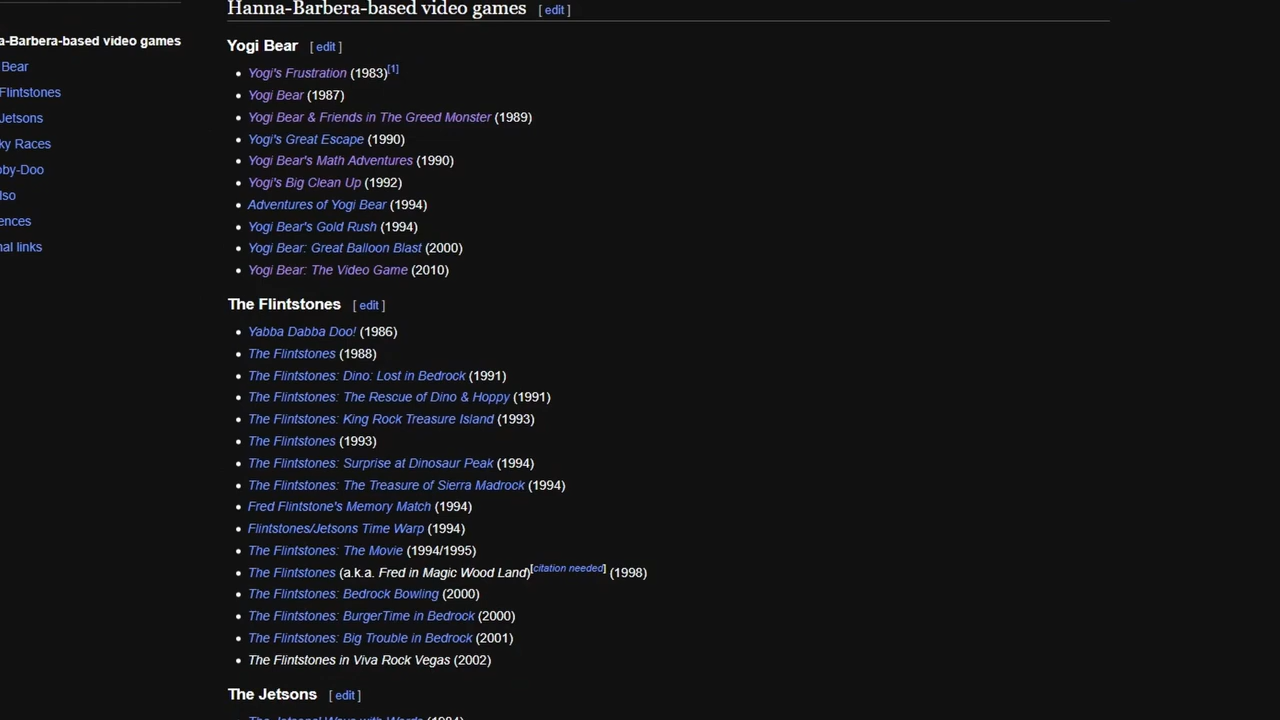 Hanna-Barbera-based video games [ edit ]
a-Barbera-based video games
Yogi Bear [ edit ]
Bear
Yogi's Frustration (1983)[1]
Flintstones
Yogi Bear (1987)
Jetsons
Yogi Bear & Friends in The Greed Monster (1989)
ky Races
Yogi's Great Escape (1990)
oby-Doo
Yogi Bear's Math Adventures (1990)
lso
Yogi's Big Clean Up (1992)
ences
Adventures of Yogi Bear (1994)
nal links
Yogi Bear's Gold Rush (1994)
Yogi Bear: Great Balloon Blast (2000)
Yogi Bear: The Video Game (2010)
The Flintstones [ edit ]
Yabba Dabba Doo! (1986)
The Flintstones (1988)
The Flintstones: Dino: Lost in Bedrock (1991)
The Flintstones: The Rescue of Dino & Hoppy (1991)
The Flintstones: King Rock Treasure Island (1993)
The Flintstones (1993)
The Flintstones: Surprise at Dinosaur Peak (1994)
The Flintstones: The Treasure of Sierra Madrock (1994)
Fred Flintstone's Memory Match (1994)
Flintstones/Jetsons Time Warp (1994)
The Flintstones: The Movie (1994/1995)
The Flintstones (a.k.a. Fred in Magic Wood Land)[citation needed] (1998)
The Flintstones: Bedrock Bowling (2000)
The Flintstones: BurgerTime in Bedrock (2000)
The Flintstones: Big Trouble in Bedrock (2001)
The Flintstones in Viva Rock Vegas (2002)
The Jetsons [ edit ]